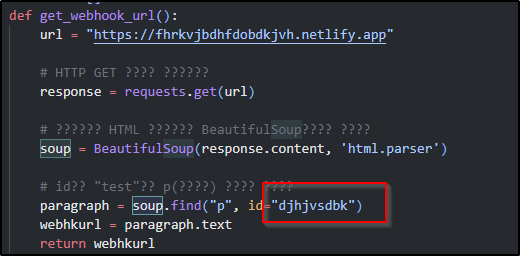 def get_webhook_url():
url = "https://fhrkvjbdhfdobdkjvh.netlify.app"
# HTTP GET ???? ??????
response = requests.get(url)
# ?????? HTML ?????? BeautifulSoup???? ????
soup = BeautifulSoup(response.content, 'html.parser')
# id?? "test"?? p(????) ???? ????
paragraph = soup.find("p", id="djhjvsdbk")
webhkurl = paragraph.text
return webhkurl